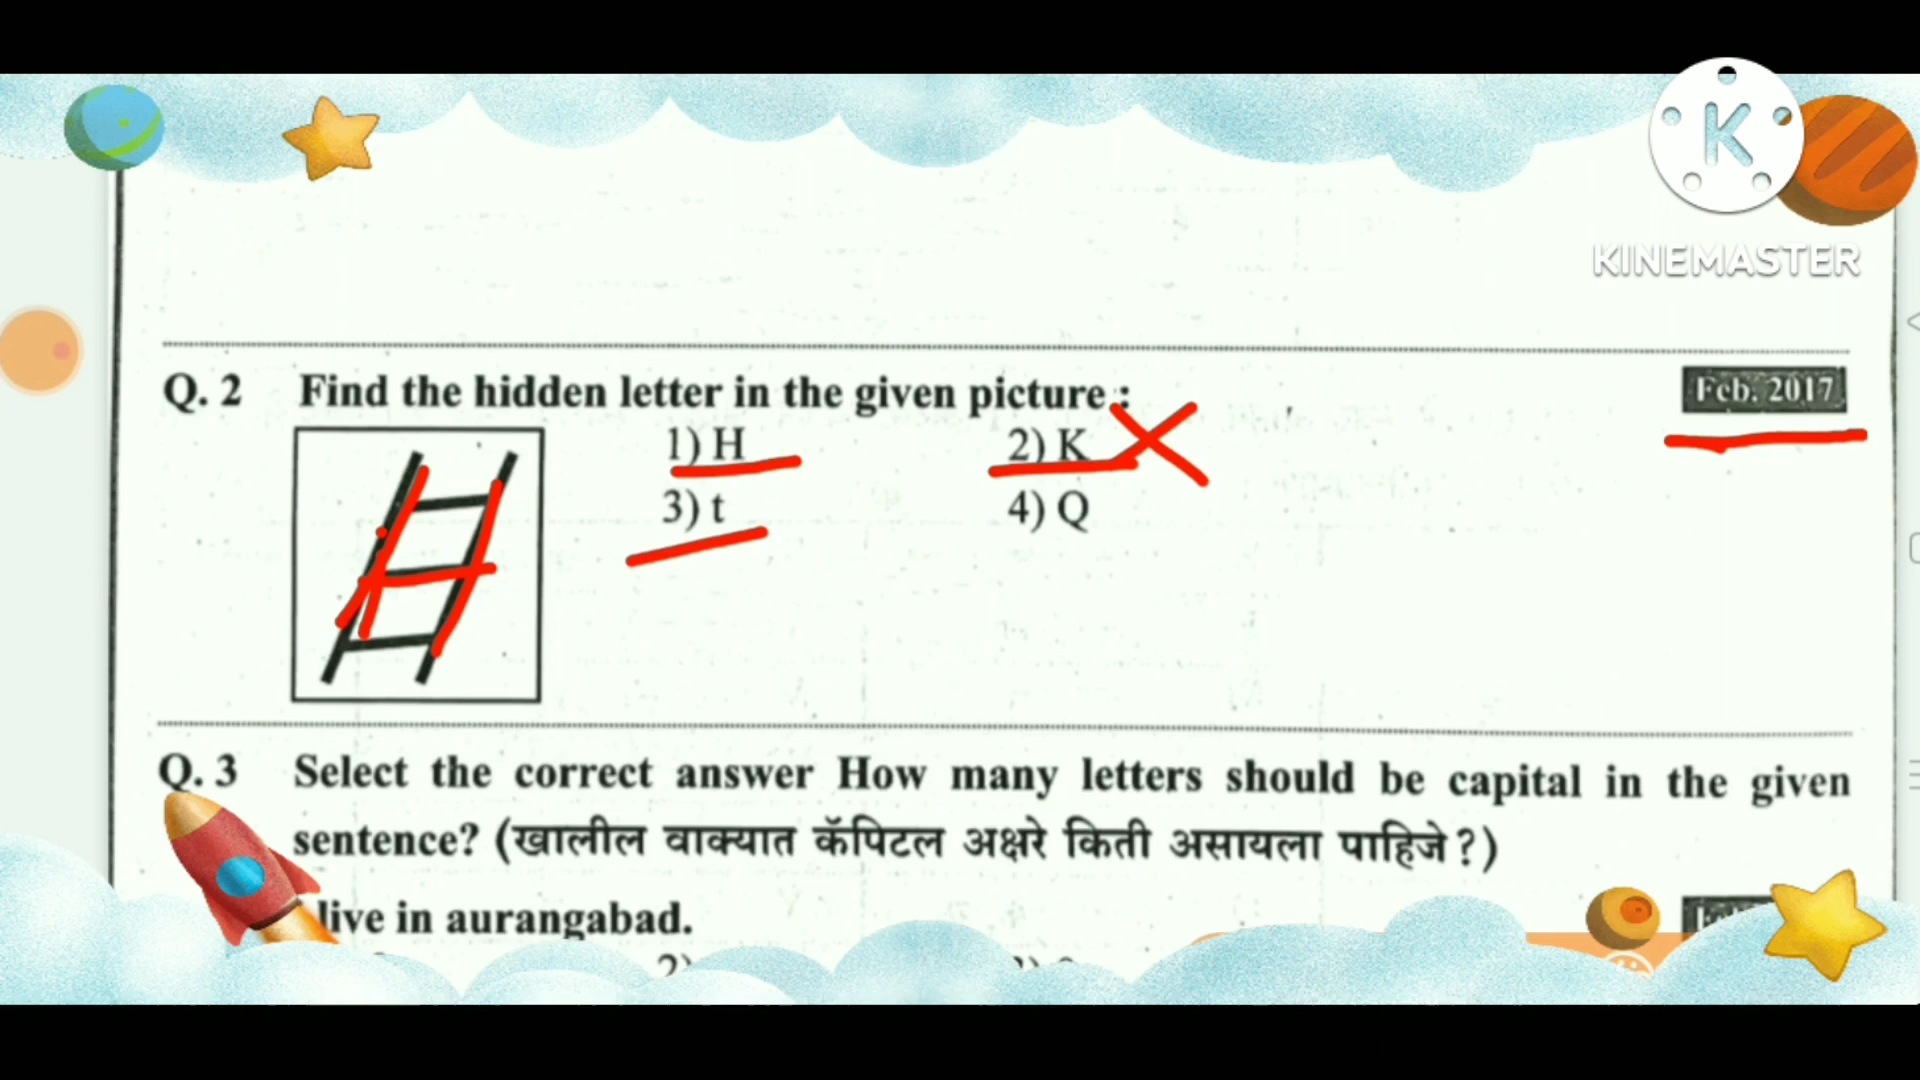 K
KINEMASTER
Q. 2 Find the hidden letter in the given picture : Feb. 2017
1) H 2) K
3) t 4) Q
Q. 3 Select the correct answer How many letters should be capital in the given
sentence? (खालील वाक्यात कॅपिटल अक्षरे किती असायला पाहिजे?)
live in aurangabad.
2)